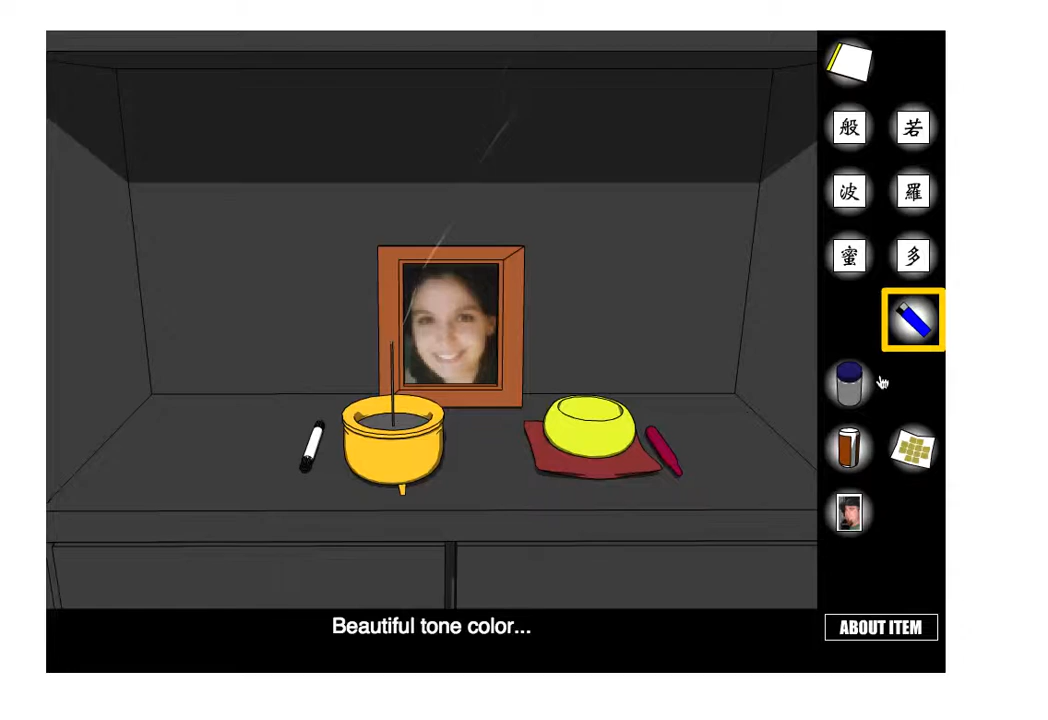 般 若
波 羅
蜜 多
Beautiful tone color...
ABOUT ITEM